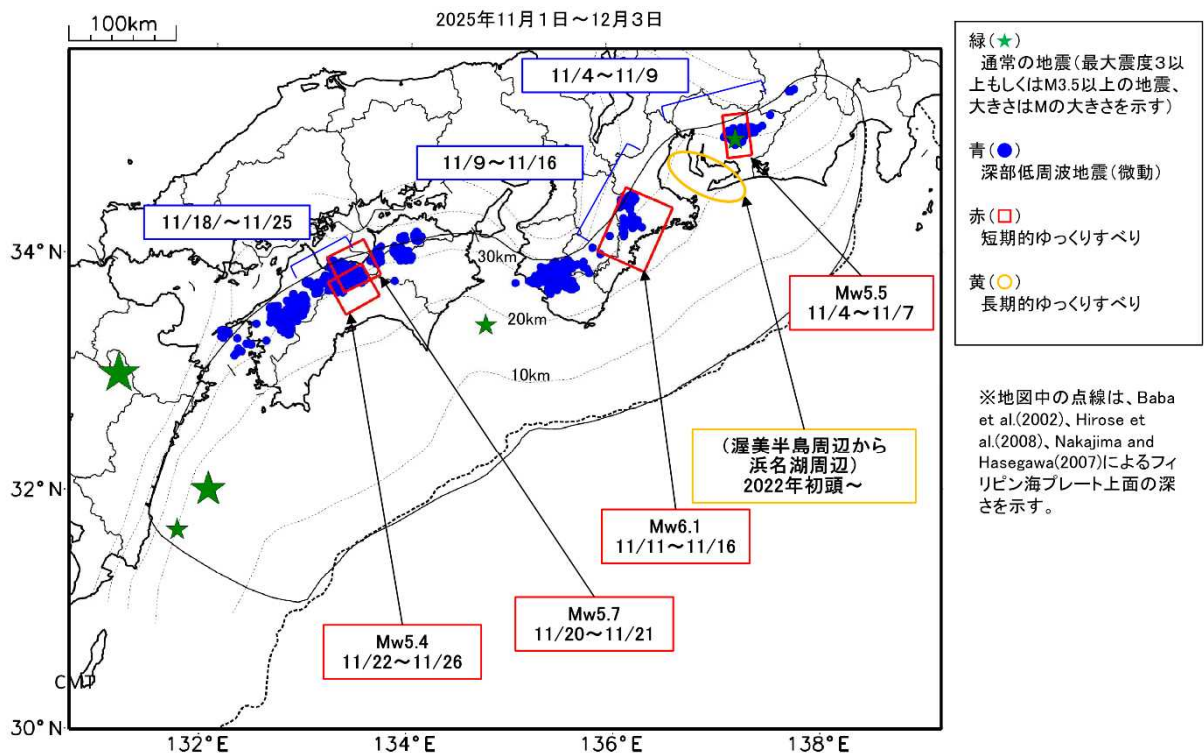 2025年11月1日～12月3日
100km
11/4～11/9
11/9～11/16
11/18/～11/25
34°N
32°N
30°N
30km
20km
10km
Mw5.5
11/4～11/7
(渥美半島周辺から
浜名湖周辺)
2022年初頭～
Mw6.1
11/11～11/16
Mw5.7
11/20～11/21
Mw5.4
11/22～11/26
CMT
132°E
134°E
136°E
138°E
緑(★)
通常の地震(最大震度3以
上もしくはM3.5以上の地震、
大きさはMの大きさを示す)
青(●)
深部低周波地震(微動)
赤(□)
短期的ゆっくりすべり
黄(○)
長期的ゆっくりすべり
※地図中の点線は、Baba
et al.(2002)、Hirose et
al.(2008)、Nakajima and
Hasegawa(2007)によるフィ
リピン海プレート上面の深
さを示す。